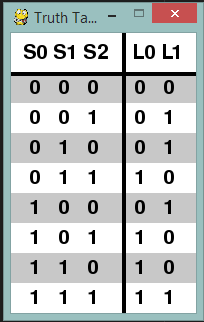 Truth Ta...
S0 S1 S2 L0 L1
0 0 0 0 0
0 0 1 0 1
0 1 0 0 1
0 1 1 1 0
1 0 0 0 1
1 0 1 1 0
1 1 0 1 0
1 1 1 1 1